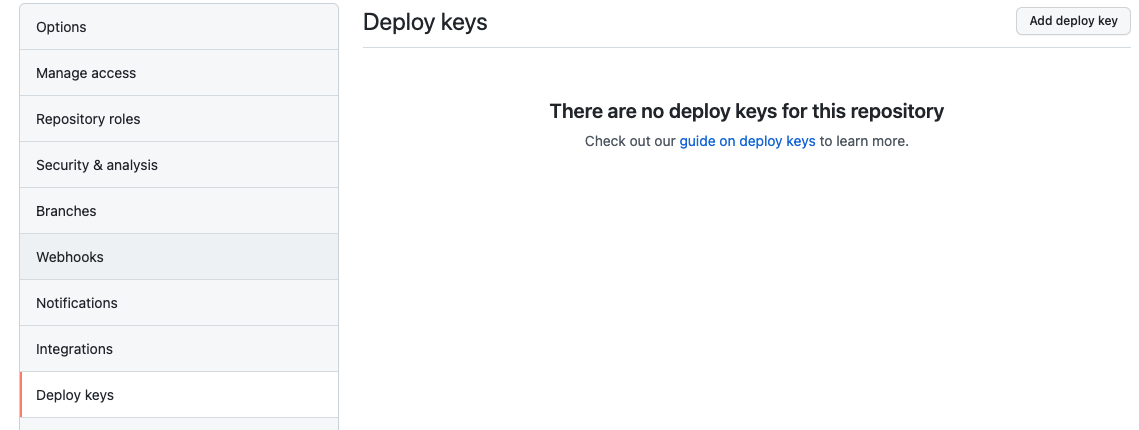 Options
Manage access
Repository roles
Security & analysis
Branches
Webhooks
Notifications
Integrations
Deploy keys
Deploy keys
Add deploy key
There are no deploy keys for this repository
Check out our guide on deploy keys to learn more.